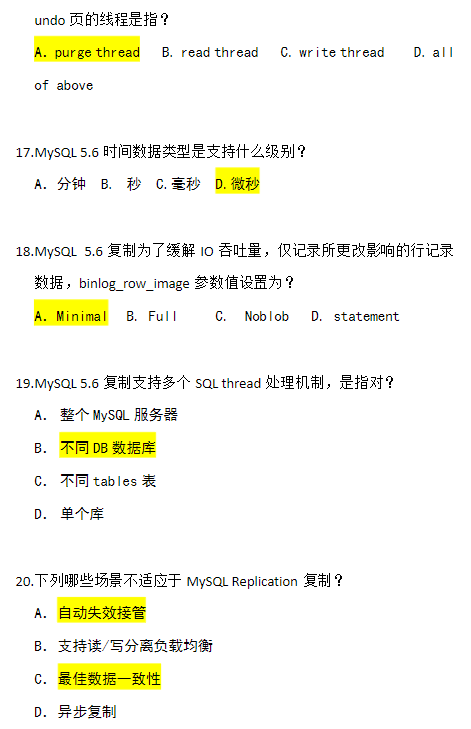 undo 页的线程是指？
A. purge thread B. read thread C. write thread D. all
of above
17.MySQL 5.6 时间数据类型是支持什么级别？
A. 分钟 B. 秒 C.毫秒 D.微秒
18.MySQL 5.6 复制为了缓解 IO 吞吐量，仅记录所更改影响的行记录
数据，binlog_row_image 参数值设置为？
A. Minimal B. Full C. Noblob D. statement
19.MySQL 5.6 复制支持多个 SQL thread 处理机制，是指对？
A. 整个 MySQL 服务器
B. 不同 DB 数据库
C. 不同 tables 表
D. 单个库
20.下列哪些场景不适应于 MySQL Replication 复制？
A. 自动失效接管
B. 支持读/写分离负载均衡
C. 最佳数据一致性
D. 异步复制